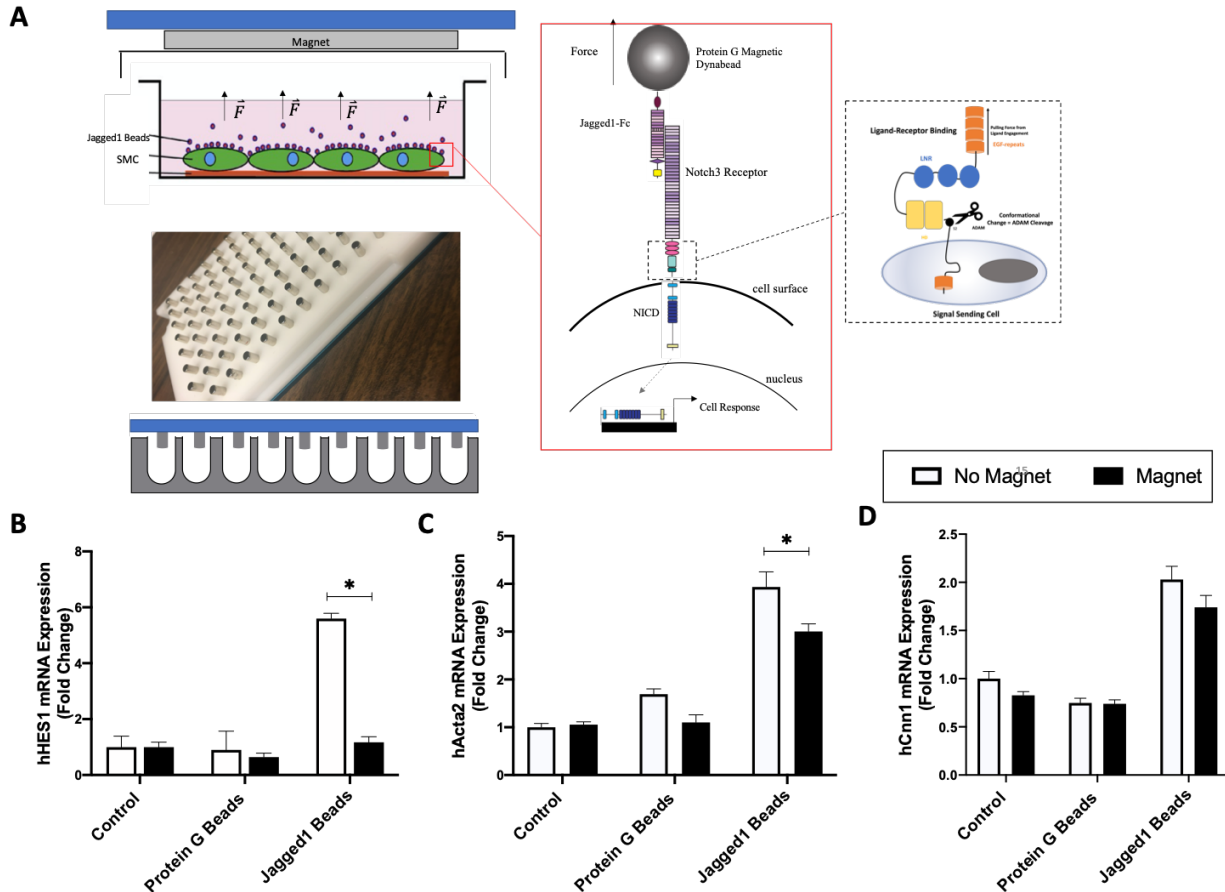 A
Magnet
F
F
F
F
Jagged1 Beads
SMC
Force
Protein G Magnetic
Dynabead
Jagged1-Fc
Notch3 Receptor
cell surface
NICD
nucleus
Cell Response
Ligand-Receptor Binding
Pulling force from
Ligand Engagement
EGF-repeats
LNR
Conformational
Change = ADAM Cleavage
ADAM
Signal Sending Cell
No Magnet
15
Magnet
B
hHES1 mRNA Expression
(Fold Change)
8
6
4
2
0
*
Control
Protein G Beads
Jagged1 Beads
C
hActa2 mRNA Expression
(Fold Change)
5
4
3
2
1
0
*
Control
Protein G Beads
Jagged1 Beads
D
hCnn1 mRNA Expression
(Fold Change)
2.5
2.0
1.5
1.0
0.5
0.0
Control
Protein G Beads
Jagged1 Beads